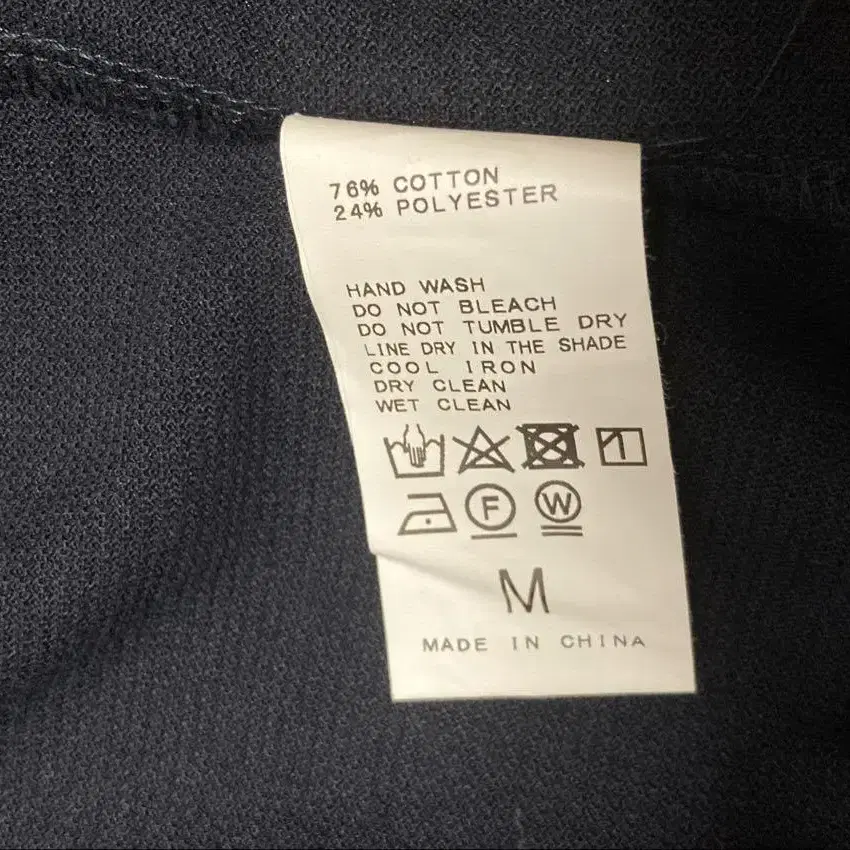 76% COTTON
24% POLYESTER
HAND WASH
DO NOT BLEACH
DO NOT TUMBLE DRY
LINE DRY IN THE SHADE
COOL IRON
DRY CLEAN
WET CLEAN
F W
M
MADE IN CHINA